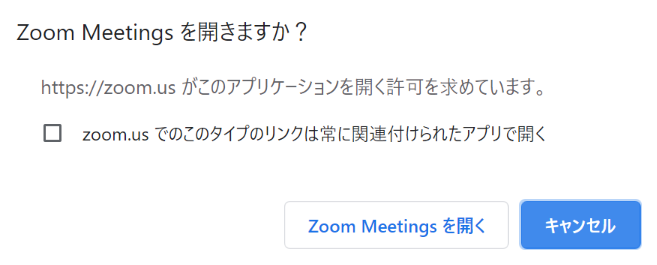 Zoom Meetings を開きますか？
https://zoom.us がこのアプリケーションを開く許可を求めています。
zoom.us でのこのタイプのリンクは常に関連付けられたアプリで開く
Zoom Meetings を開く
キャンセル